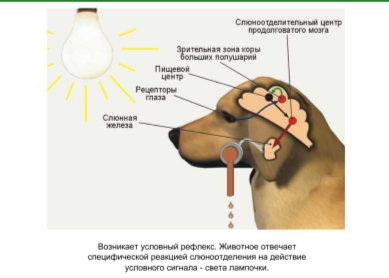 Слюноотделительный центр
продолговатого мозга
Зрительная зона коры
больших полушарий
Пищевой
центр
Рецепторы
глаза
Слюнная
железа
Возникает условный рефлекс. Животное отвечает
специфической реакцией слюноотделения на действие
условного сигнала - света лампочки.